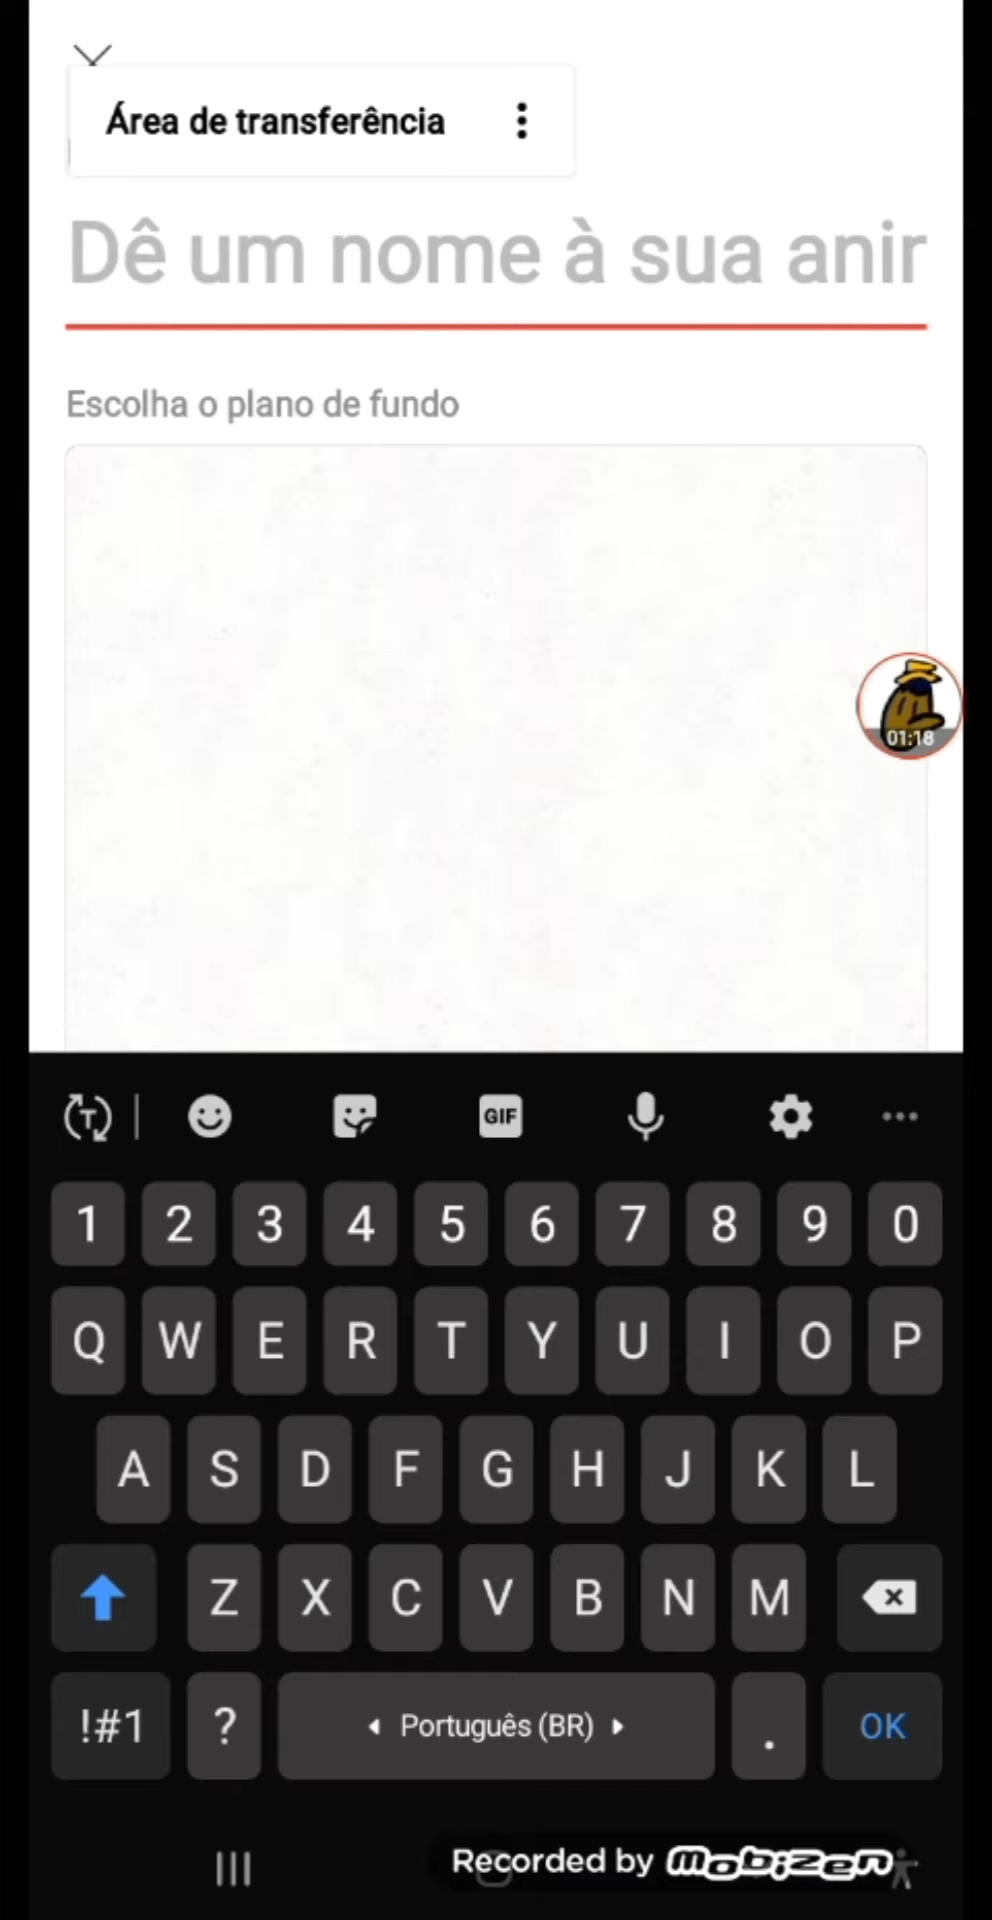 Área de transferência
Dê um nome à sua anir
Escolha o plano de fundo
01:18
T GIF
1 2 3 4 5 6 7 8 9 0
Q W E R T Y U I O P
A S D F G H J K L
Z X C V B N M
!#1 ? Português (BR) . OK
Recorded by mobizen